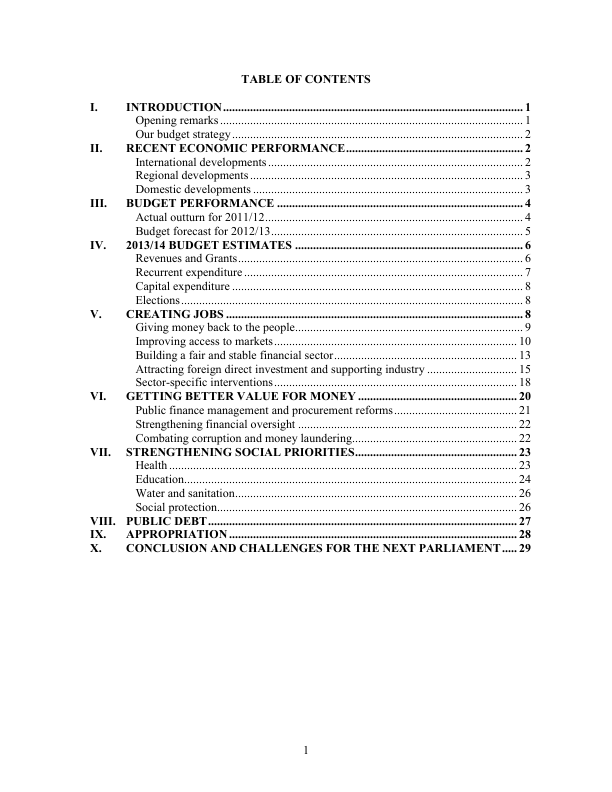 TABLE OF CONTENTS
I. INTRODUCTION.................................................................................................... 1
Opening remarks..................................................................................................... 1
Our budget strategy................................................................................................. 2
II. RECENT ECONOMIC PERFORMANCE........................................................... 2
International developments..................................................................................... 2
Regional developments........................................................................................... 3
Domestic developments .......................................................................................... 3
III. BUDGET PERFORMANCE .................................................................................. 4
Actual outturn for 2011/12...................................................................................... 4
Budget forecast for 2012/13.................................................................................... 5
IV. 2013/14 BUDGET ESTIMATES ............................................................................ 6
Revenues and Grants............................................................................................... 6
Recurrent expenditure............................................................................................. 7
Capital expenditure ................................................................................................. 8
Elections.................................................................................................................. 8
V. CREATING JOBS ................................................................................................... 8
Giving money back to the people............................................................................ 9
Improving access to markets................................................................................. 10
Building a fair and stable financial sector............................................................. 13
Attracting foreign direct investment and supporting industry .............................. 15
Sector-specific interventions................................................................................. 18
VI. GETTING BETTER VALUE FOR MONEY ..................................................... 20
Public finance management and procurement reforms......................................... 21
Strengthening financial oversight ......................................................................... 22
Combating corruption and money laundering....................................................... 22
VII. STRENGTHENING SOCIAL PRIORITIES...................................................... 23
Health .................................................................................................................... 23
Education............................................................................................................... 24
Water and sanitation.............................................................................................. 26
Social protection.................................................................................................... 26
VIII. PUBLIC DEBT....................................................................................................... 27
IX. APPROPRIATION ................................................................................................ 28
X. CONCLUSION AND CHALLENGES FOR THE NEXT PARLIAMENT..... 29
1